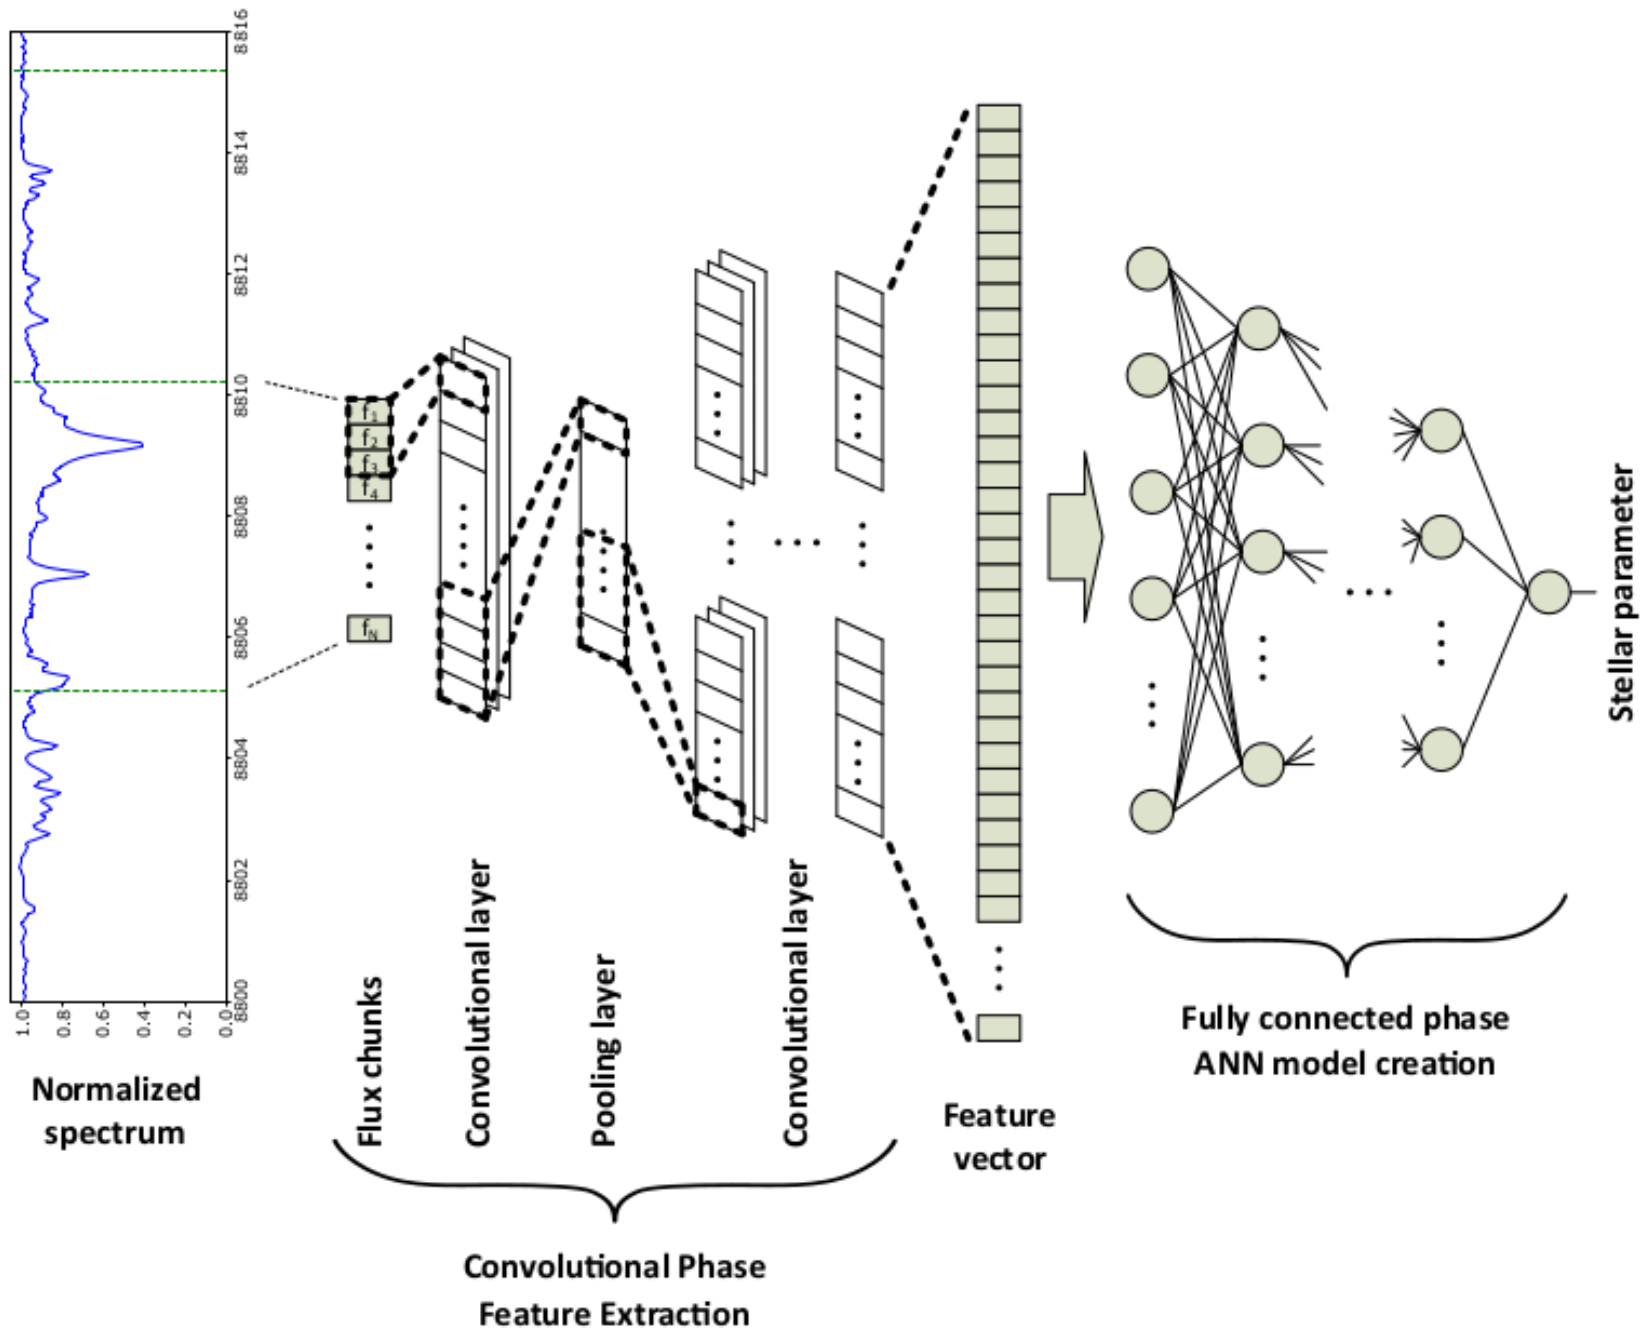 8816
8814
8812
8810
8808
8806
8804
8802
8800
1.0
0.8
0.6
0.4
0.2
0.0
Normalized
spectrum
f1
f2
f3
f4
fN
Flux chunks
Convolutional layer
Pooling layer
Convolutional layer
Convolutional Phase
Feature Extraction
Feature
vector
Fully connected phase
ANN model creation
Stellar parameter